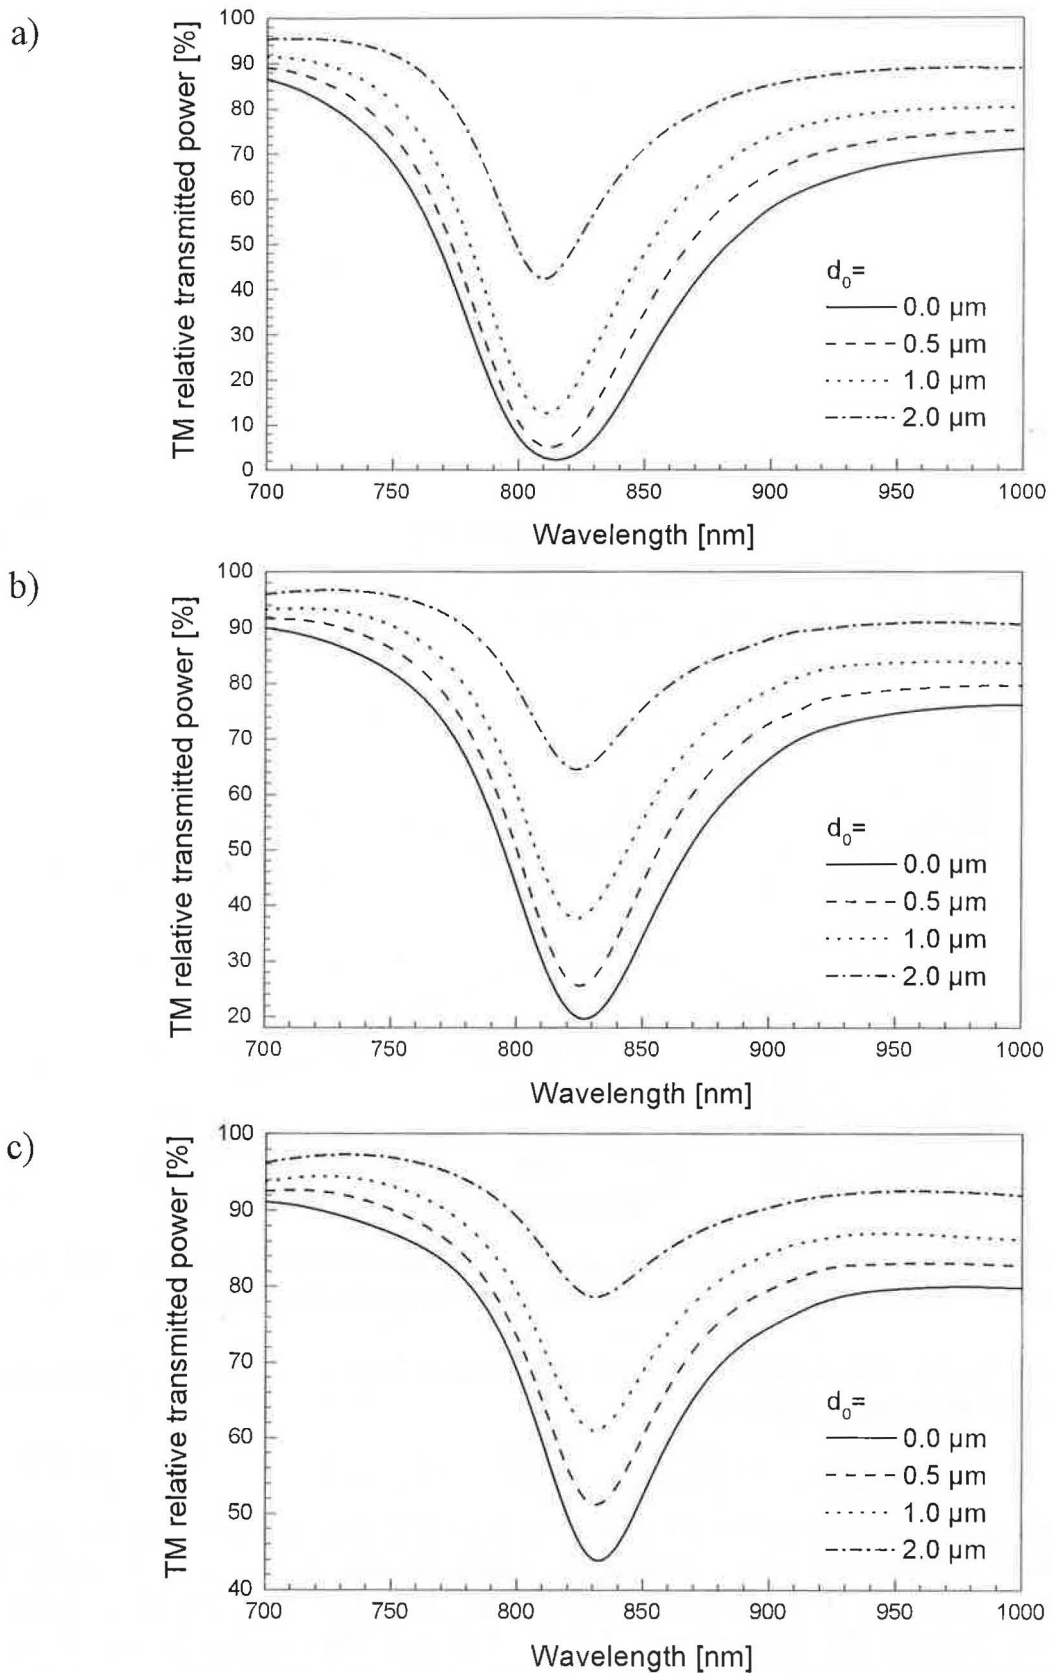 a)
TM relative transmitted power [%]
100
90
80
70
60
50
40
30
20
10
0
700 750 800 850 900 950 1000
Wavelength [nm]
d0=
0.0 µm
0.5 µm
1.0 µm
2.0 µm
b)
TM relative transmitted power [%]
100
90
80
70
60
50
40
30
20
700 750 800 850 900 950 1000
Wavelength [nm]
d0=
0.0 µm
0.5 µm
1.0 µm
2.0 µm
c)
TM relative transmitted power [%]
100
90
80
70
60
50
40
700 750 800 850 900 950 1000
Wavelength [nm]
d0=
0.0 µm
0.5 µm
1.0 µm
2.0 µm